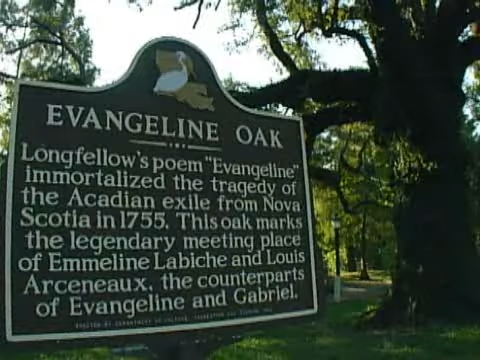 EVANGELINE OAK
Longfellow's poem "Evangeline"
immortalized the tragedy of
the Acadian exile from Nova
Scotia in 1755. This oak marks
the legendary meeting place
of Emmeline Labiche and Louis
Arceneaux, the counterparts
of Evangeline and Gabriel.